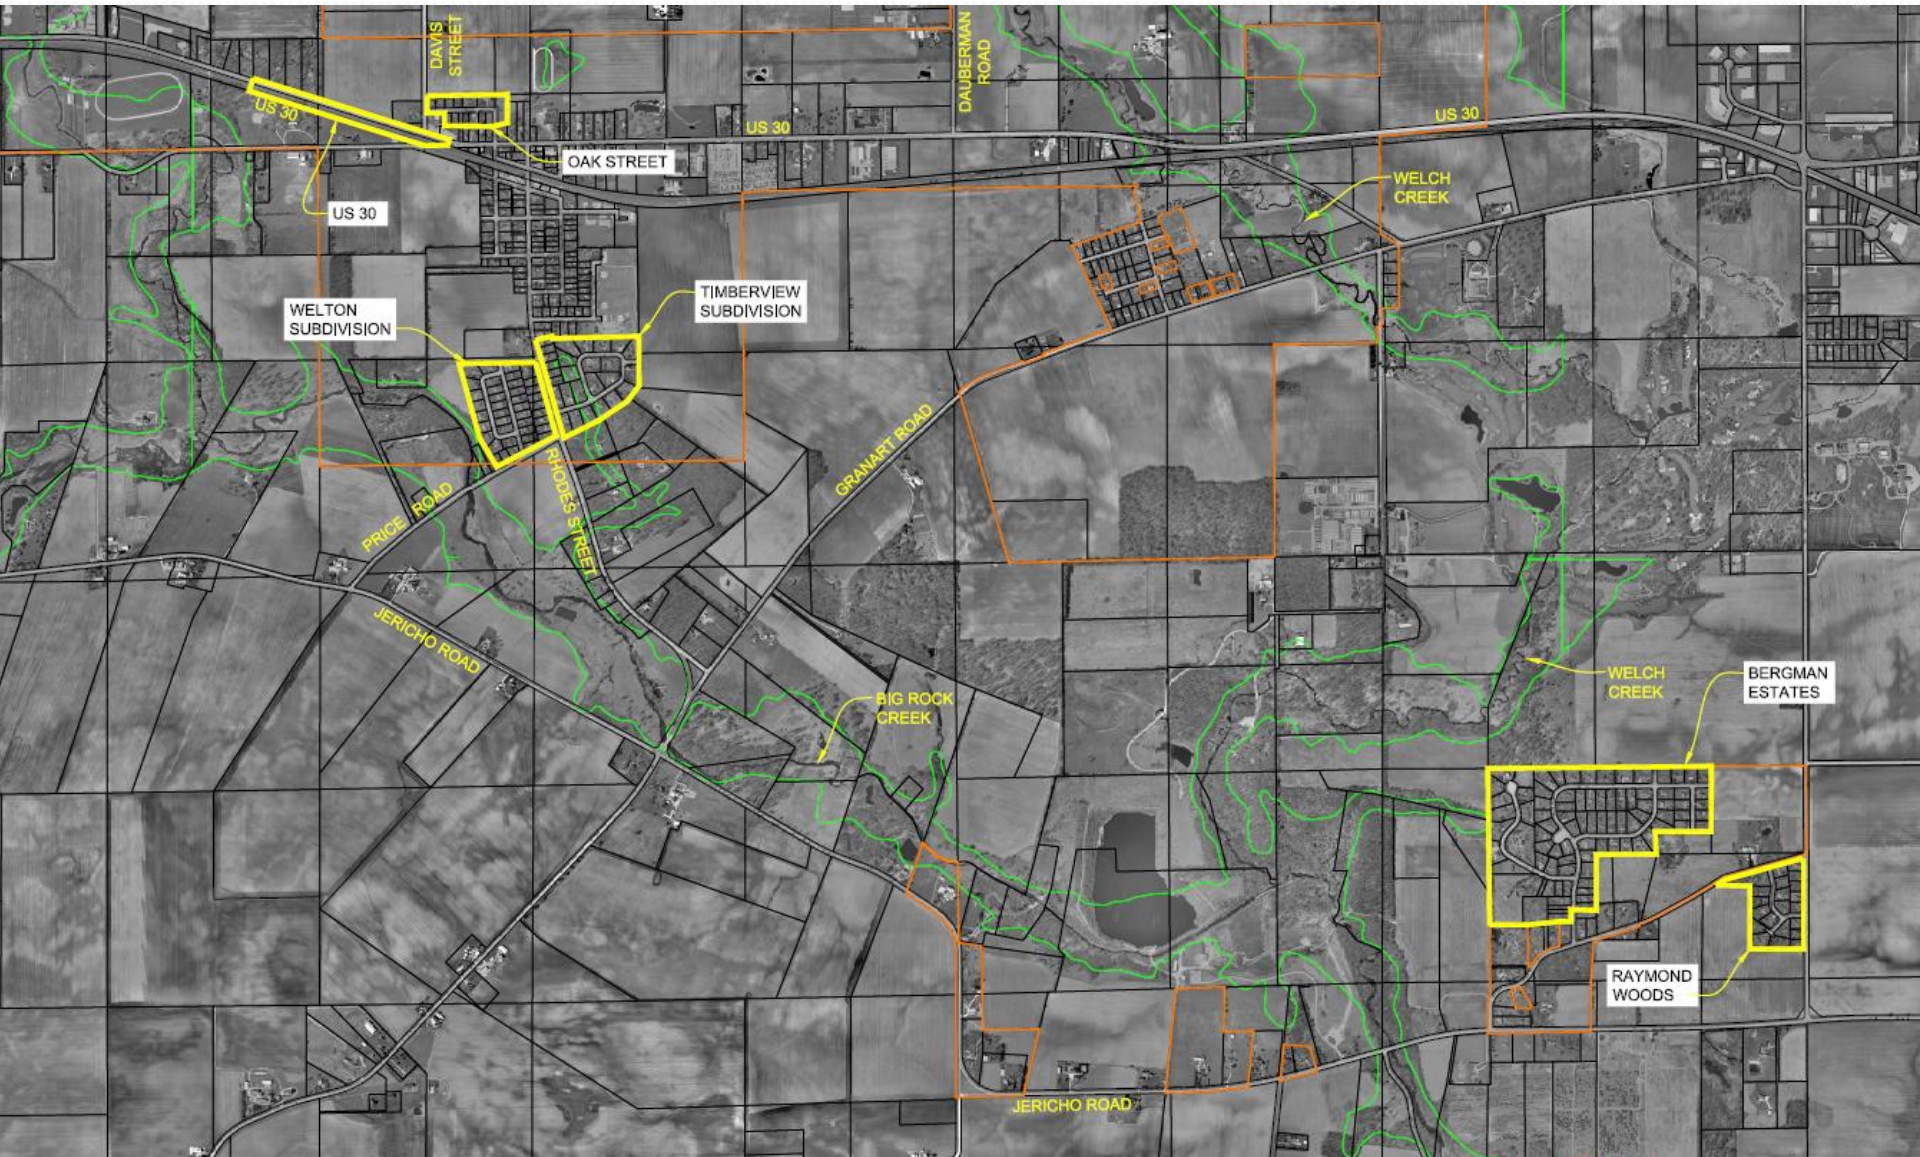 DAVIS
STREET
DAUBERMAN
ROAD
US 30
US 30
US 30
OAK STREET
US 30
WELCH
CREEK
WELTON
SUBDIVISION
TIMBERVIEW
SUBDIVISION
GRANART ROAD
PRICE ROAD
RHODES STREET
JERICHO ROAD
BIG ROCK
CREEK
WELCH
CREEK
BERGMAN
ESTATES
RAYMOND
WOODS
JERICHO ROAD